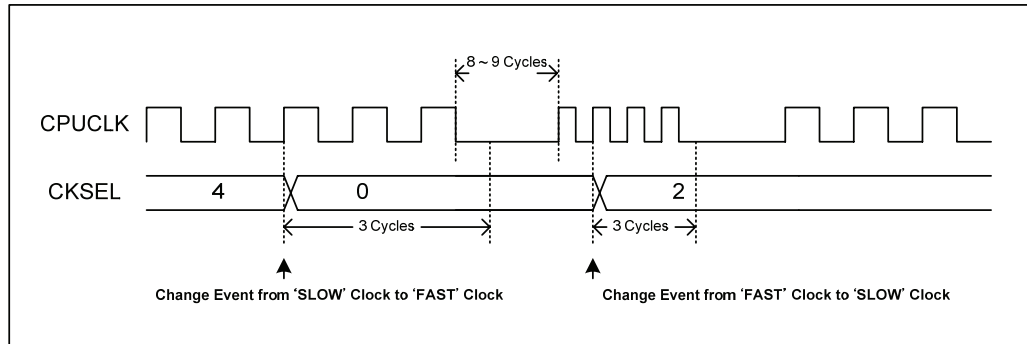 8 ~ 9 Cycles
CPUCLK
CKSEL
4
0
2
3 Cycles
3 Cycles
Change Event from ‘SLOW’ Clock to ‘FAST’ Clock
Change Event from ‘FAST’ Clock to ‘SLOW’ Clock